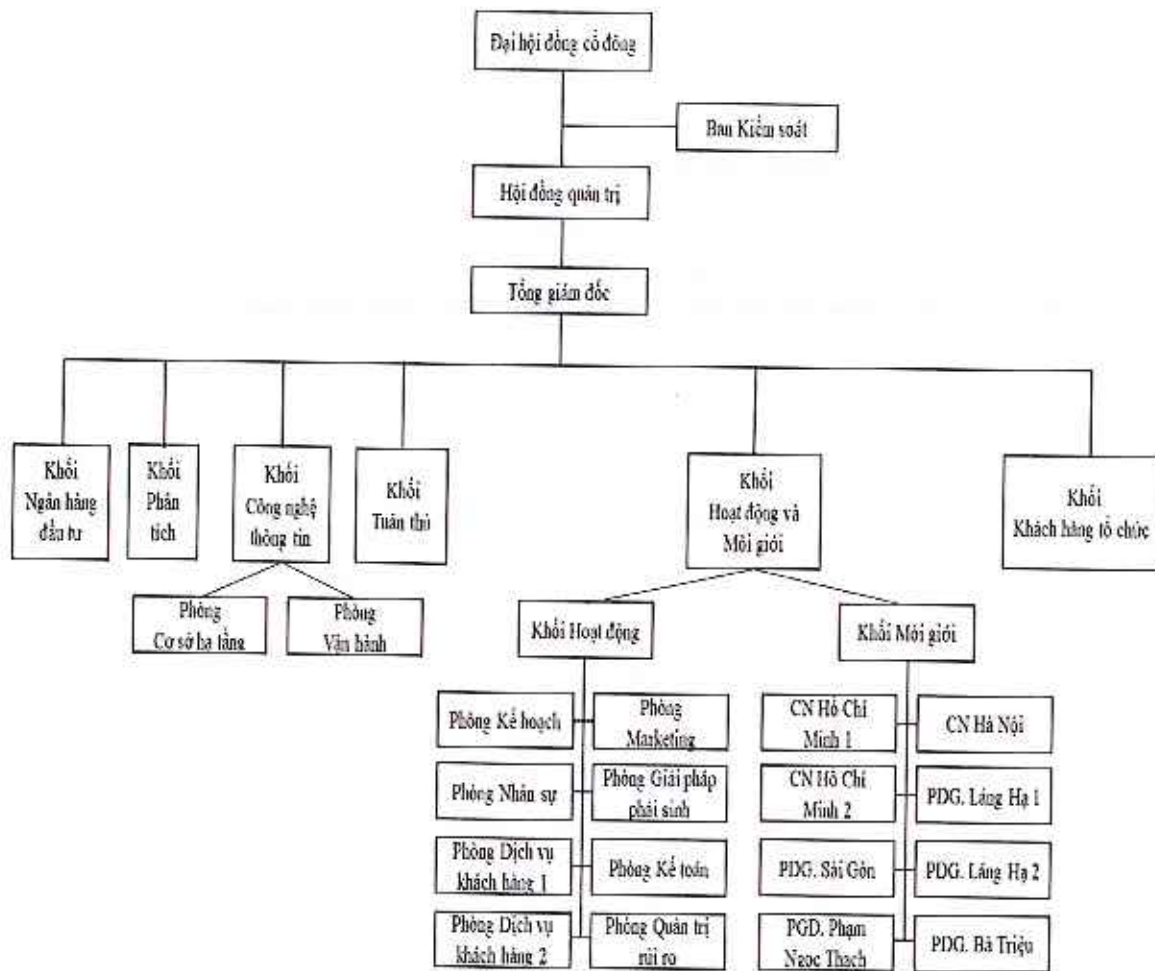 Đại hội đồng cổ đông
Ban Kiểm soát
Hội đồng quản trị
Tổng giám đốc
Khối
Ngân hàng
đầu tư
Khối
Phân
tích
Khối
Công nghệ
thông tin
Khối
Tuân thủ
Khối
Hoạt động và
Môi giới
Khối
Khách hàng tổ chức
Phòng
Cơ sở hạ tầng
Phòng
Vận hành
Khối Hoạt động
Khối Môi giới
Phòng Kế hoạch
Phòng
Marketing
CN Hồ Chí
Minh 1
CN Hà Nội
Phòng Nhân sự
Phòng Giải pháp
phái sinh
CN Hồ Chí
Minh 2
PDG. Láng Hạ 1
Phòng Dịch vụ
khách hàng 1
Phòng Kế toán
PDG. Sài Gòn
PDG. Láng Hạ 2
Phòng Dịch vụ
khách hàng 2
Phòng Quản trị
rủi ro
PGD. Phạm
Ngọc Thạch
PDG. Bà Triệu